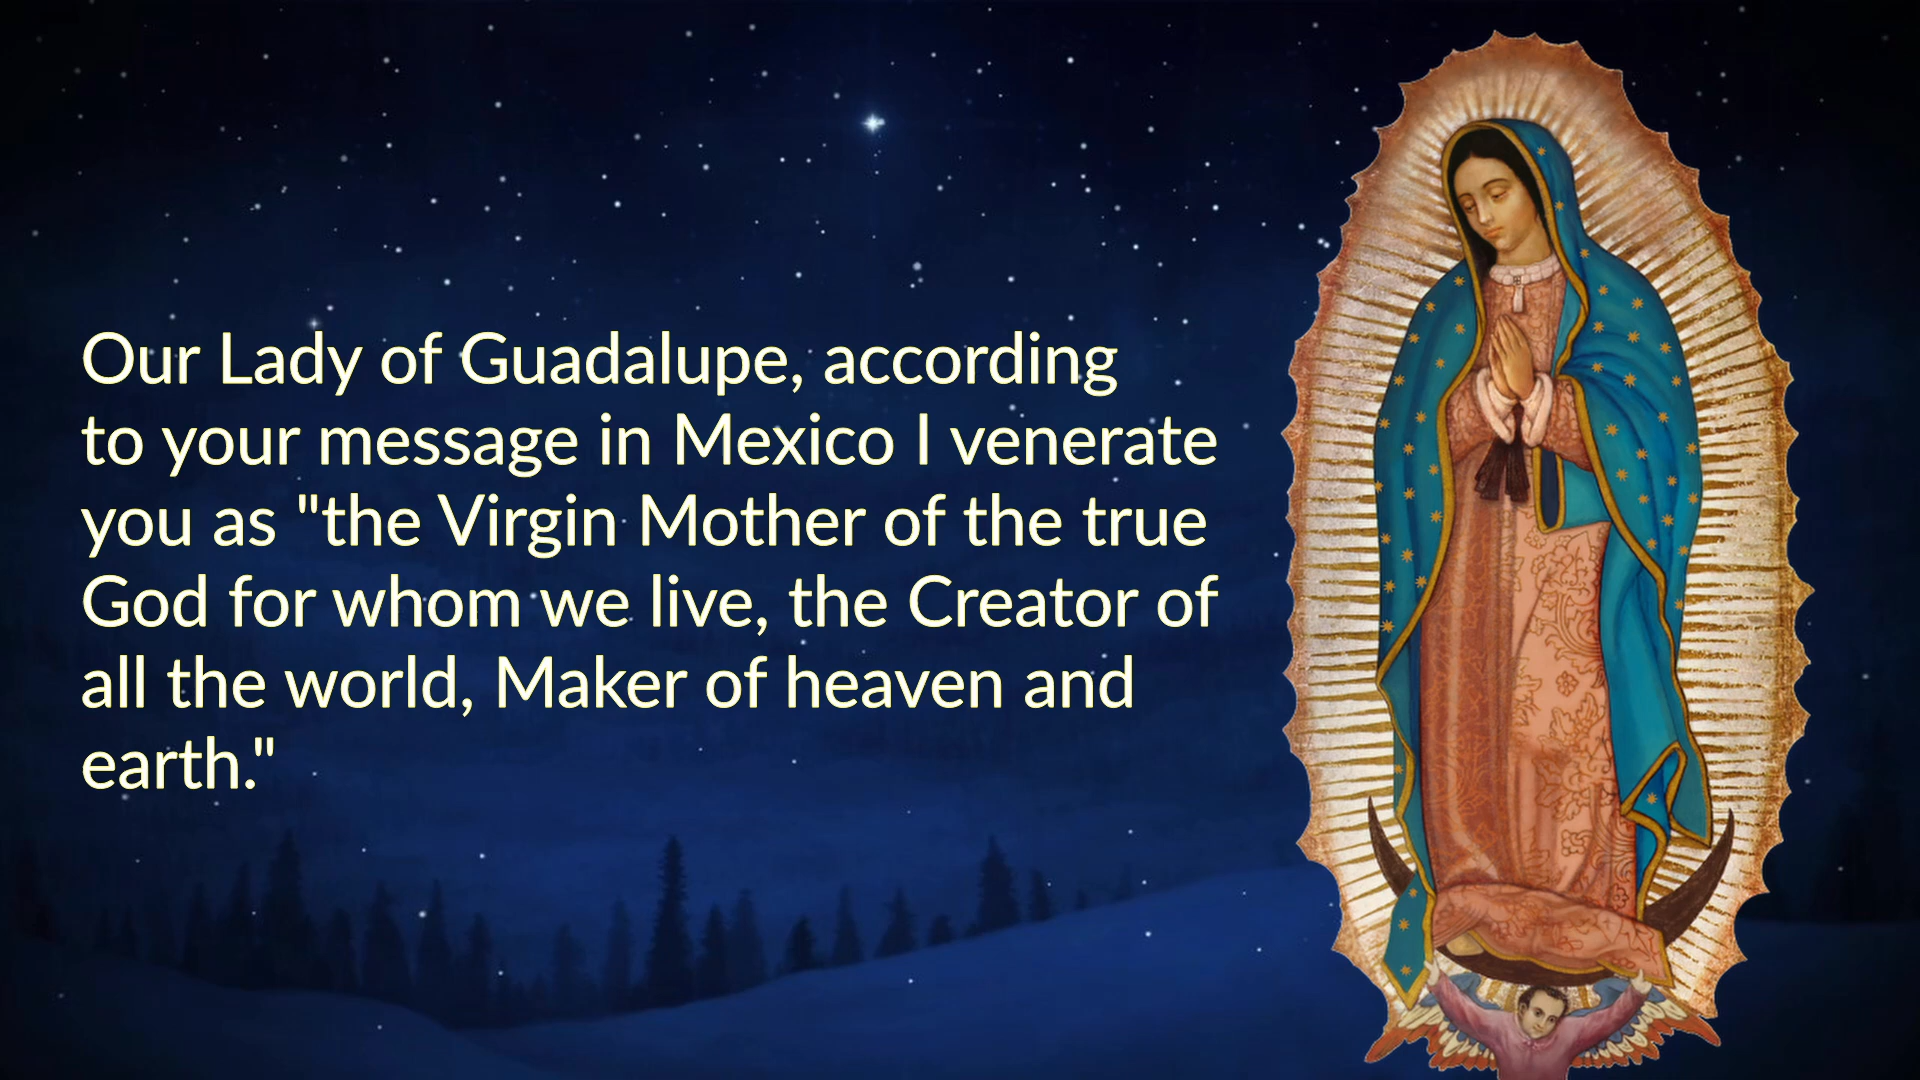 Our Lady of Guadalupe, according
to your message in Mexico I venerate
you as "the Virgin Mother of the true
God for whom we live, the Creator of
all the world, Maker of heaven and
earth."